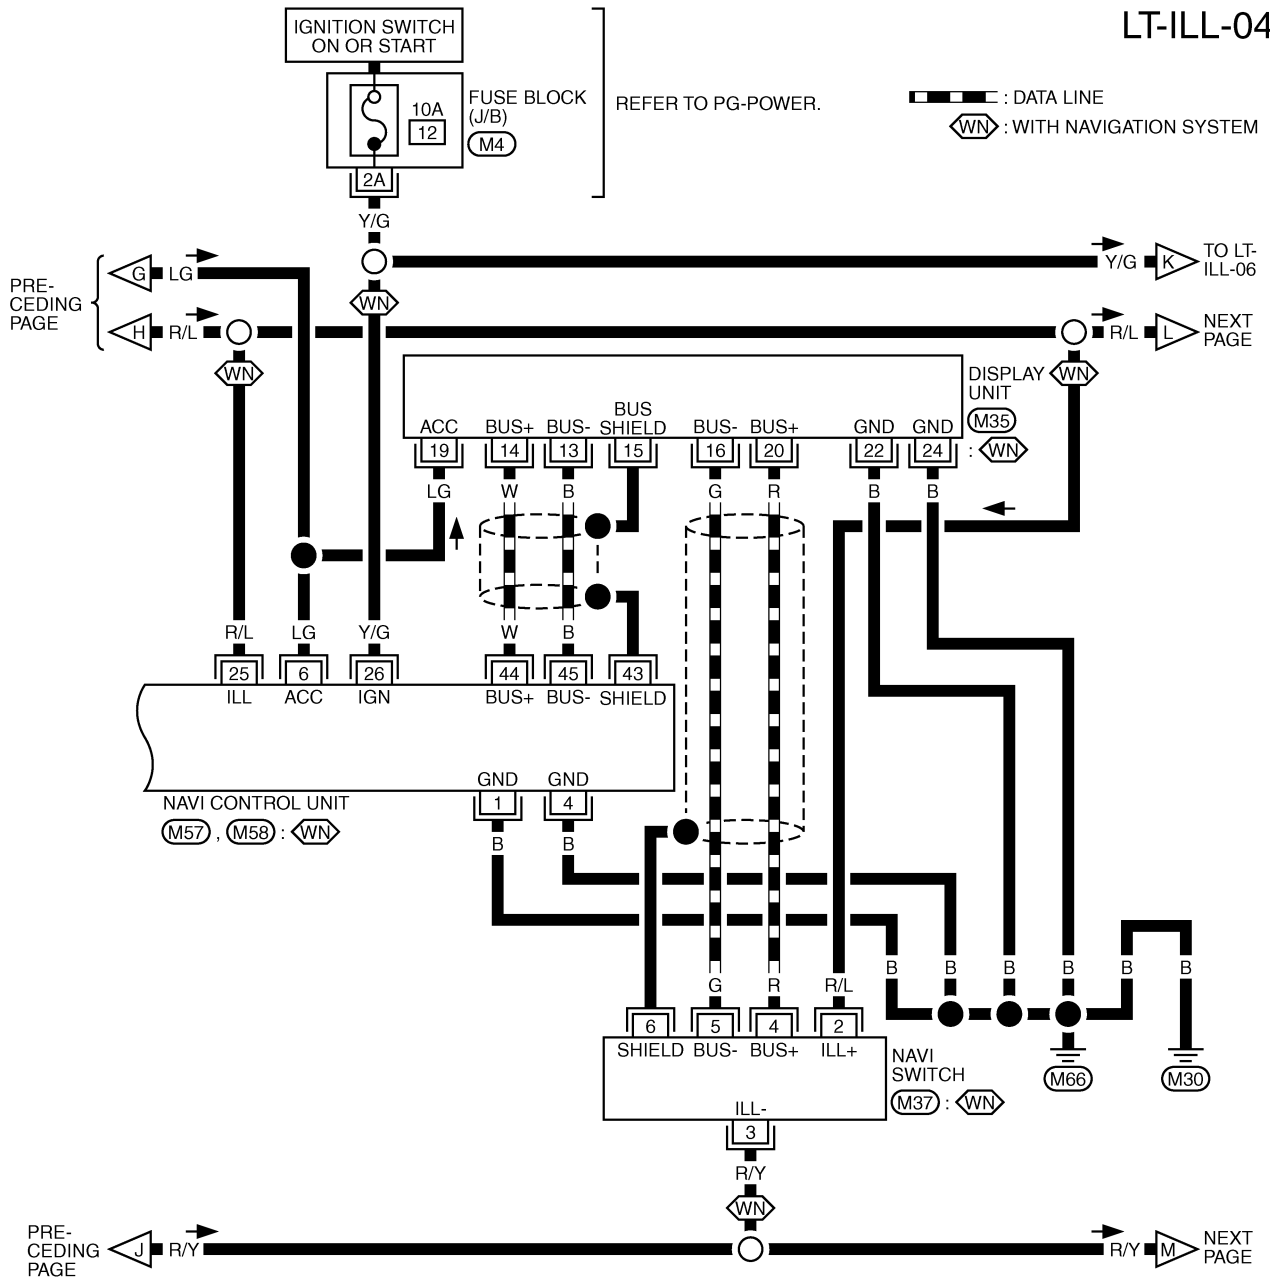 LT-ILL-04
IGNITION SWITCH
ON OR START
10A
12
FUSE BLOCK
(J/B)
M4
REFER TO PG-POWER.
: DATA LINE
WN : WITH NAVIGATION SYSTEM
2A
Y/G
PRE-
CEDING
PAGE
G LG
H R/L
WN
Y/G K
TO LT-
ILL-06
R/L L
NEXT
PAGE
WN
WN
DISPLAY
UNIT
M35
: WN
ACC BUS+ BUS- BUS
SHIELD BUS- BUS+ GND GND
19 14 13 15 16 20 22 24
LG W B G R B B
R/L LG Y/G W B
25 6 26 44 45 43
ILL ACC IGN BUS+ BUS- SHIELD
GND GND
1 4
NAVI CONTROL UNIT
M57 , M58 : WN
B B
B B B B B B
G R R/L
6 5 4 2
SHIELD BUS- BUS+ ILL+
NAVI
SWITCH
M37 : WN
M66 M30
ILL-
3
R/Y
WN
PRE-
CEDING
PAGE
J R/Y
R/Y M
NEXT
PAGE